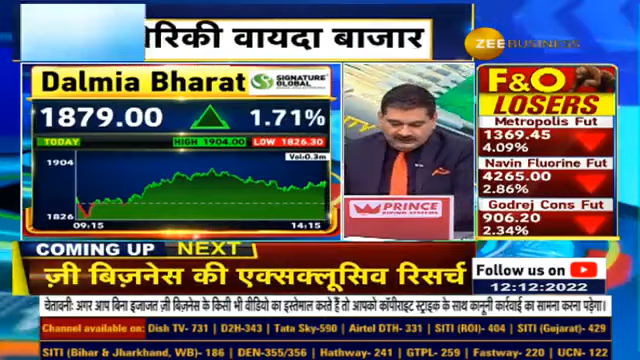 अमेरिकी वायदा बाजार
ZEE BUSINESS
Dalmia Bharat
SIGNATURE GLOBAL
1879.00 1.71%
TODAY HIGH 1904.00 LOW 1826.30
Vol:0.3m
1904
1826
09:15 14:15
PRINCE
PIPING SYSTEMS
F&O
LOSERS
Metropolis Fut
1369.45
4.09%
Navin Fluorine Fut
4265.00
2.86%
Godrej Cons Fut
906.20
2.34%
COMING UP NEXT
ज़ी बिज़नेस की एक्सक्लूसिव रिसर्च
Follow us on
12:12:2022
चेतावनी: अगर आप बिना इजाजत ज़ी बिज़नेस के किसी भी वीडियो का इस्तेमाल करते हैं तो आपको कॉपीराइट स्ट्राइक के साथ कानूनी कार्रवाई का सामना करना पड़ेगा।
Channel available on: Dish TV- 731 | D2H-343 | Tata Sky-590 | Airtel DTH-331 | SITI (ROI) - 404 | SITI (Gujarat) - 429
SITI (Bihar & Jharkhand, WB) - 186 | DEN-355/356 | Hathway-241 | GTPL-259 | Fastway-220 | UCN-122